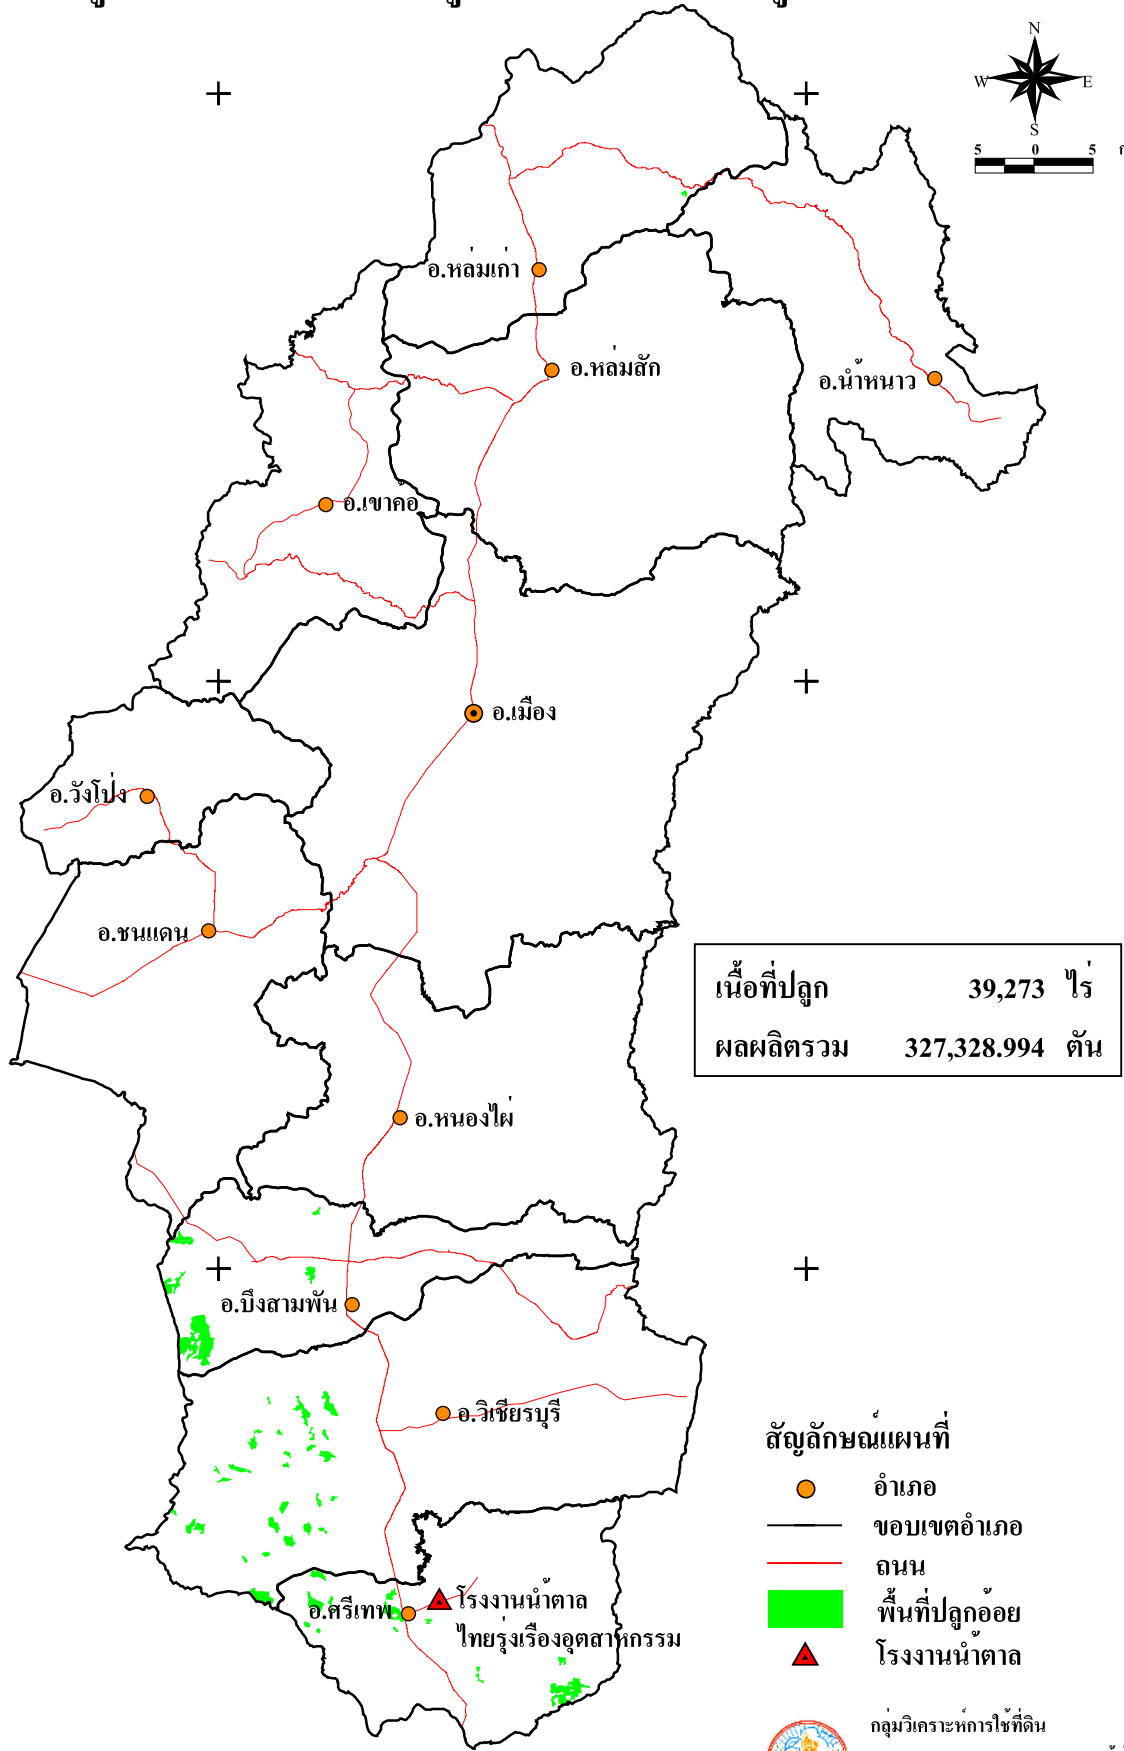 N
W E
S
5 0 5
อ.หล่มเก่า
อ.หล่มสัก
อ.น้ำหนาว
อ.เขาค้อ
อ.เมือง
อ.วังโป่ง
อ.ชนแดน
เนื้อที่ปลูก 39,273 ไร่
ผลผลิตรวม 327,328.994 ตัน
อ.หนองไผ่
อ.บึงสามพัน
อ.วิเชียรบุรี
สัญลักษณ์แผนที่
อำเภอ
ขอบเขตอำเภอ
ถนน
พื้นที่ปลูกอ้อย
โรงงานน้ำตาล
อ.ศรีเทพ
โรงงานน้ำตาล
ไทยรุ่งเรืองอุตสาหกรรม
กลุ่มวิเคราะห์การใช้ที่ดิน